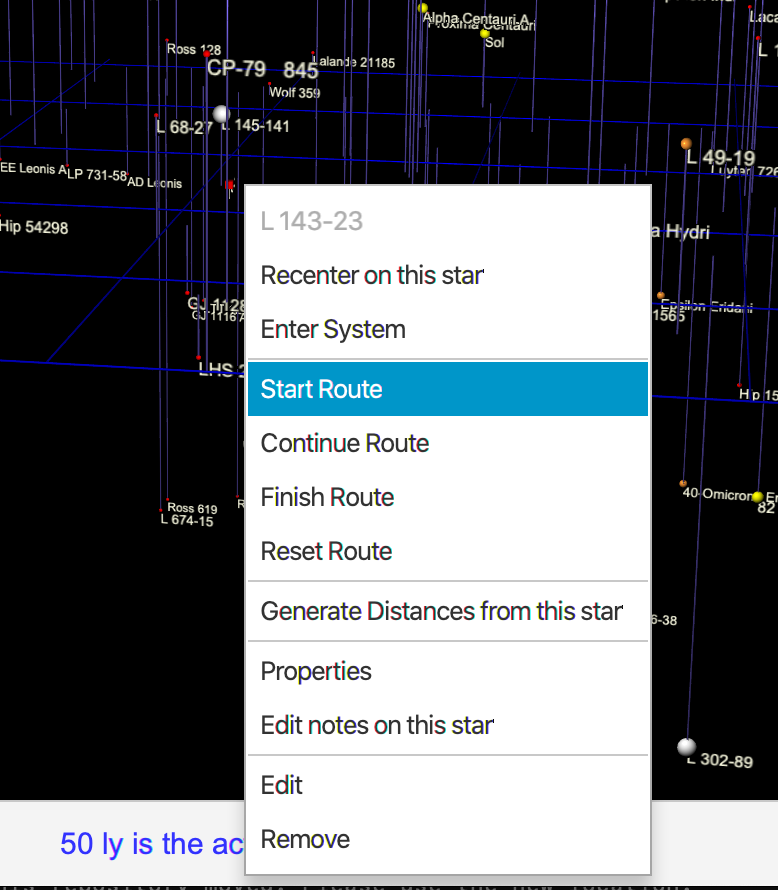 Alpha Centauri A
Proxima Centauri
Sol
Laca
Ross 128
CP-79 845
Lalande 21185
Wolf 359
L 68-27
L 145-141
L 49-19
EE Leonis A
LP 731-58
AD Leonis
Hip 54298
L 143-23
a Hydri
Recenter on this star
Epsilon Eridani
1565
GJ 1128
GJ 1116 A
Enter System
LHS 2
Start Route
Hip 15
Continue Route
Finish Route
40 Omicron
82
Ross 619
L 674-15
R
Reset Route
Generate Distances from this star
6-38
Properties
Edit notes on this star
L 302-89
Edit
50 ly is the ac
Remove